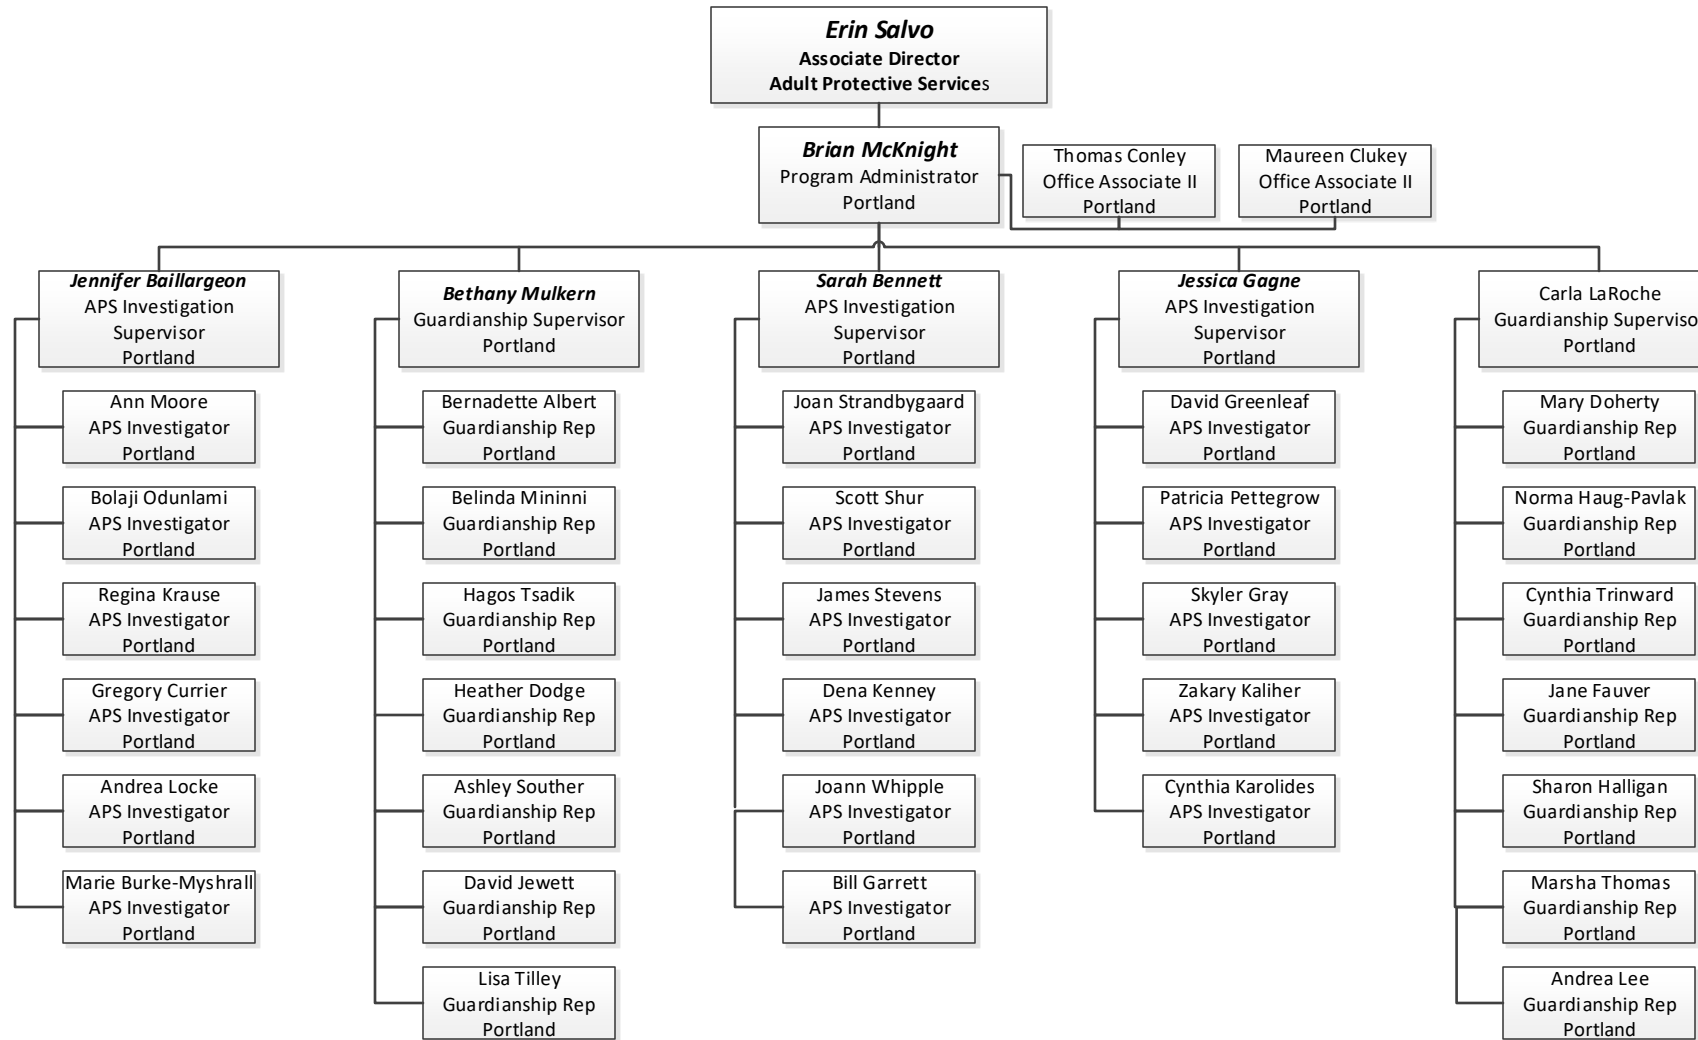 Erin Salvo
Associate Director
Adult Protective Services
Brian McKnight
Program Administrator
Portland
Thomas Conley
Office Associate II
Portland
Maureen Clukey
Office Associate II
Portland
Jennifer Baillargeon
APS Investigation
Supervisor
Portland
Ann Moore
APS Investigator
Portland
Bolaji Odunlami
APS Investigator
Portland
Regina Krause
APS Investigator
Portland
Gregory Currier
APS Investigator
Portland
Andrea Locke
APS Investigator
Portland
Marie Burke-Myshrall
APS Investigator
Portland
Bethany Mulkern
Guardianship Supervisor
Portland
Bernadette Albert
Guardianship Rep
Portland
Belinda Mininni
Guardianship Rep
Portland
Hagos Tsadik
Guardianship Rep
Portland
Heather Dodge
Guardianship Rep
Portland
Ashley Souther
Guardianship Rep
Portland
David Jewett
Guardianship Rep
Portland
Lisa Tilley
Guardianship Rep
Portland
Sarah Bennett
APS Investigation
Supervisor
Portland
Joan Strandbygaard
APS Investigator
Portland
Scott Shur
APS Investigator
Portland
James Stevens
APS Investigator
Portland
Dena Kenney
APS Investigator
Portland
Joann Whipple
APS Investigator
Portland
Bill Garrett
APS Investigator
Portland
Jessica Gagne
APS Investigation
Supervisor
Portland
David Greenleaf
APS Investigator
Portland
Patricia Pettegrow
APS Investigator
Portland
Skyler Gray
APS Investigator
Portland
Zakary Kaliher
APS Investigator
Portland
Cynthia Karolides
APS Investigator
Portland
Carla LaRoche
Guardianship Superviso
Portland
Mary Doherty
Guardianship Rep
Portland
Norma Haug-Pavlak
Guardianship Rep
Portland
Cynthia Trinward
Guardianship Rep
Portland
Jane Fauver
Guardianship Rep
Portland
Sharon Halligan
Guardianship Rep
Portland
Marsha Thomas
Guardianship Rep
Portland
Andrea Lee
Guardianship Rep
Portland